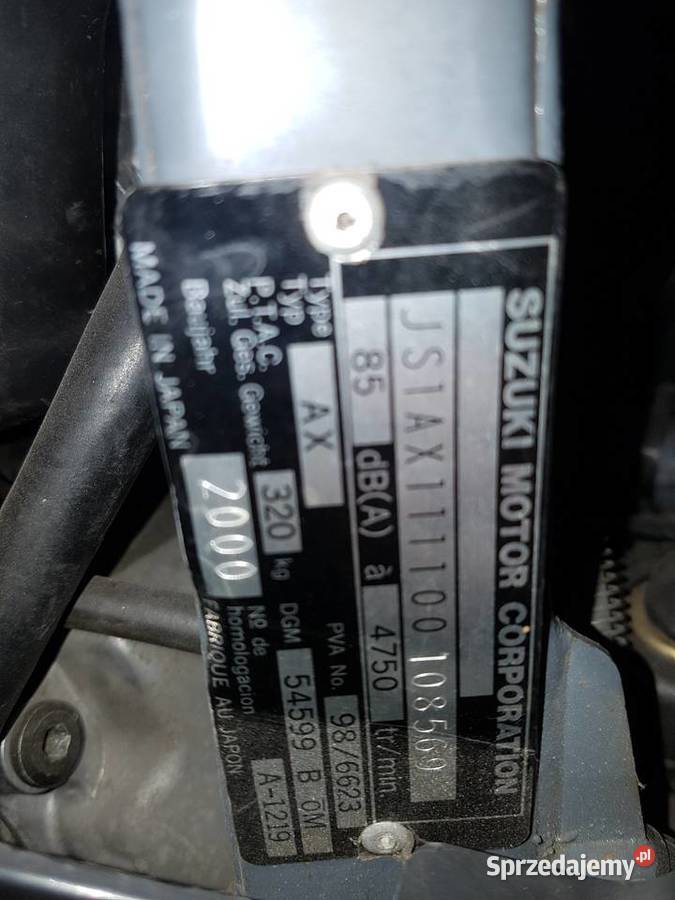 SUZUKI MOTOR CORPORATION
JS1AX111100108569
85 dB(A) à 4750 tr/min.
Type
Typ AX PVA No. 98/6623
P.T.A.C.
Zul. Ges. Gewicht 320 kg DGM 54599 B ÖM
Baujahr 2000 Nº de homologacion A-1219
MADE IN JAPAN FABRIQUE AU JAPON
Sprzedajemy.pl